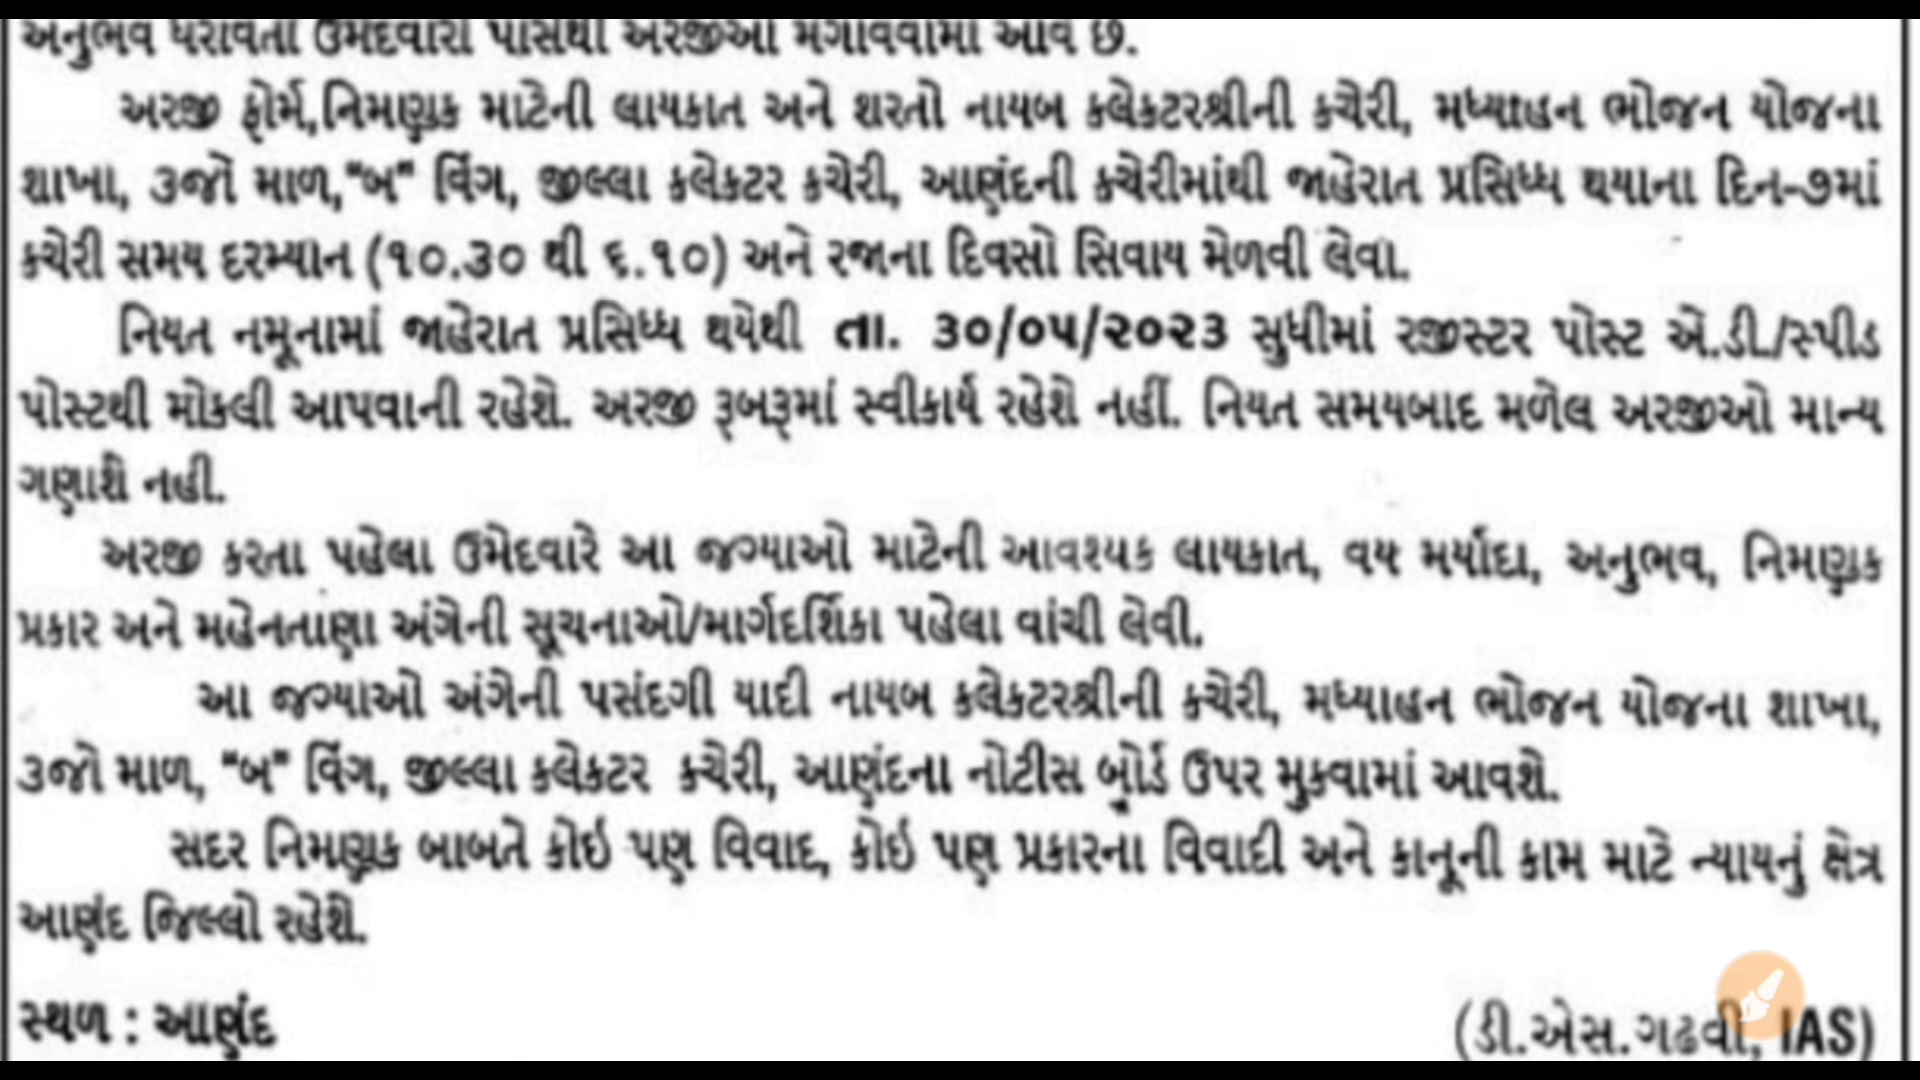 અનુભવ ધરાવતા ઉમેદવારો પાસેથી અરજીઓ મંગાવવામાં આવે છે.
અરજી ફોર્મ,નિમણૂક માટેની લાયકાત અને શરતો નાયબ કલેકટરશ્રીની કચેરી, મધ્યાહન ભોજન યોજના
શાખા, ૩જો માળ,"બ" વિંગ, જીલ્લા કલેકટર કચેરી, આણંદની કચેરીમાંથી જાહેરાત પ્રસિધ્ધ થયાના દિન-૭માં
કચેરી સમય દરમ્યાન (૧૦.૩૦ થી ૬.૧૦) અને રજાના દિવસો સિવાય મેળવી લેવા.
નિયત નમૂનામાં જાહેરાત પ્રસિધ્ધ થયેથી તા. ૩૦/૦૫/૨૦૨૩ સુધીમાં રજીસ્ટર પોસ્ટ એ.ડી./સ્પીડ
પોસ્ટથી મોકલી આપવાની રહેશે. અરજી રૂબરૂમાં સ્વીકાર્ય રહેશે નહીં. નિયત સમયબાદ મળેલ અરજીઓ માન્ય
ગણાશે નહી.
અરજી કરતા પહેલા ઉમેદવારે આ જગ્યાઓ માટેની આવશ્યક લાયકાત, વય મર્યાદા, અનુભવ, નિમણૂક
પ્રકાર અને મહેનતાણા અંગેની સૂચનાઓ/માર્ગદર્શિકા પહેલા વાંચી લેવી.
આ જગ્યાઓ અંગેની પસંદગી યાદી નાયબ કલેકટરશ્રીની કચેરી, મધ્યાહન ભોજન યોજના શાખા,
૩જો માળ, "બ" વિંગ, જીલ્લા કલેકટર કચેરી, આણંદના નોટીસ બોર્ડ ઉપર મુકવામાં આવશે.
સદર નિમણૂક બાબતે કોઇ પણ વિવાદ, કોઇ પણ પ્રકારના વિવાદી અને કાનૂની કામ માટે ન્યાયનું ક્ષેત્ર
આણંદ જિલ્લો રહેશે.
સ્થળ : આણંદ
(ડી.એસ.ગઢવી, IAS)